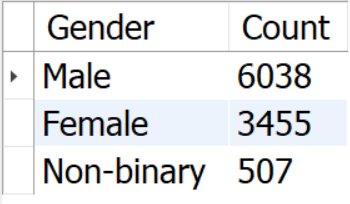 Gender Count
Male 6038
Female 3455
Non-binary 507